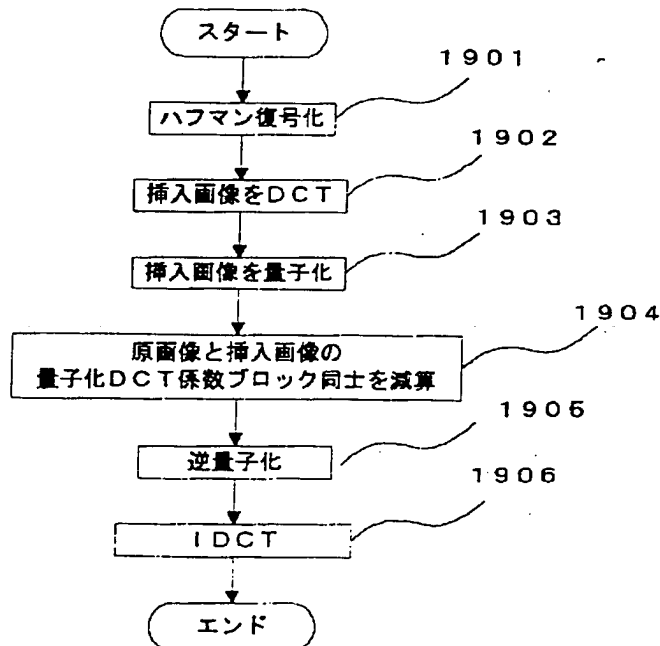 スタート
1901
ハフマン復号化
1902
挿入画像をDCT
1903
挿入画像を量子化
1904
原画像と挿入画像の
量子化DCT係数ブロック同士を減算
1905
逆量子化
1906
IDCT
エンド